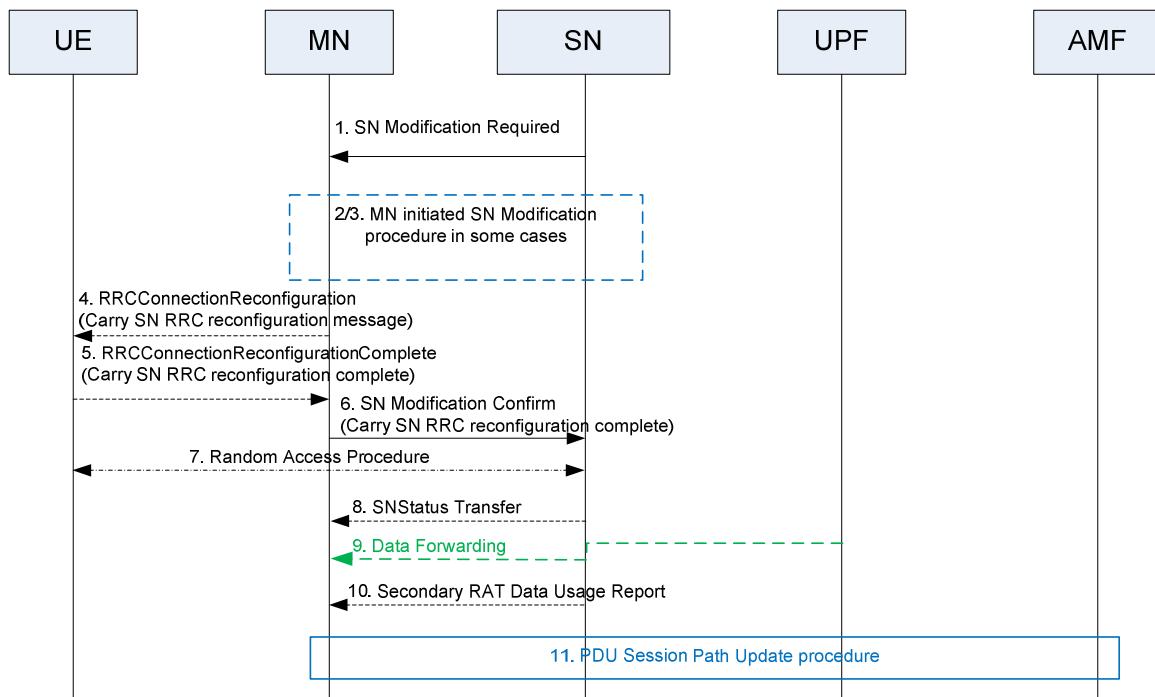 UE
MN
SN
UPF
AMF
1. SN Modification Required
2/3. MN initiated SN Modification
procedure in some cases
4. RRCConnectionReconfiguration
(Carry SN RRC reconfiguration message)
5. RRCConnectionReconfigurationComplete
(Carry SN RRC reconfiguration complete)
6. SN Modification Confirm
(Carry SN RRC reconfiguration complete)
7. Random Access Procedure
8. SNStatus Transfer
9. Data Forwarding
10. Secondary RAT Data Usage Report
11. PDU Session Path Update procedure